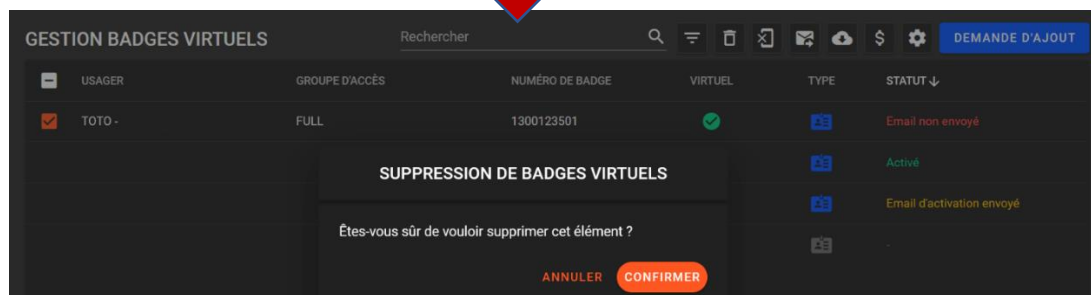 GESTION BADGES VIRTUELS Rechercher $ DEMANDE D'AJOUT
USAGER GROUPE D'ACCÈS NUMÉRO DE BADGE VIRTUEL TYPE STATUT ↓
TOTO - FULL 1300123501 Email non envoyé
Activé
SUPPRESSION DE BADGES VIRTUELS
Email d'activation envoyé
Êtes-vous sûr de vouloir supprimer cet élément ?
-
ANNULER CONFIRMER